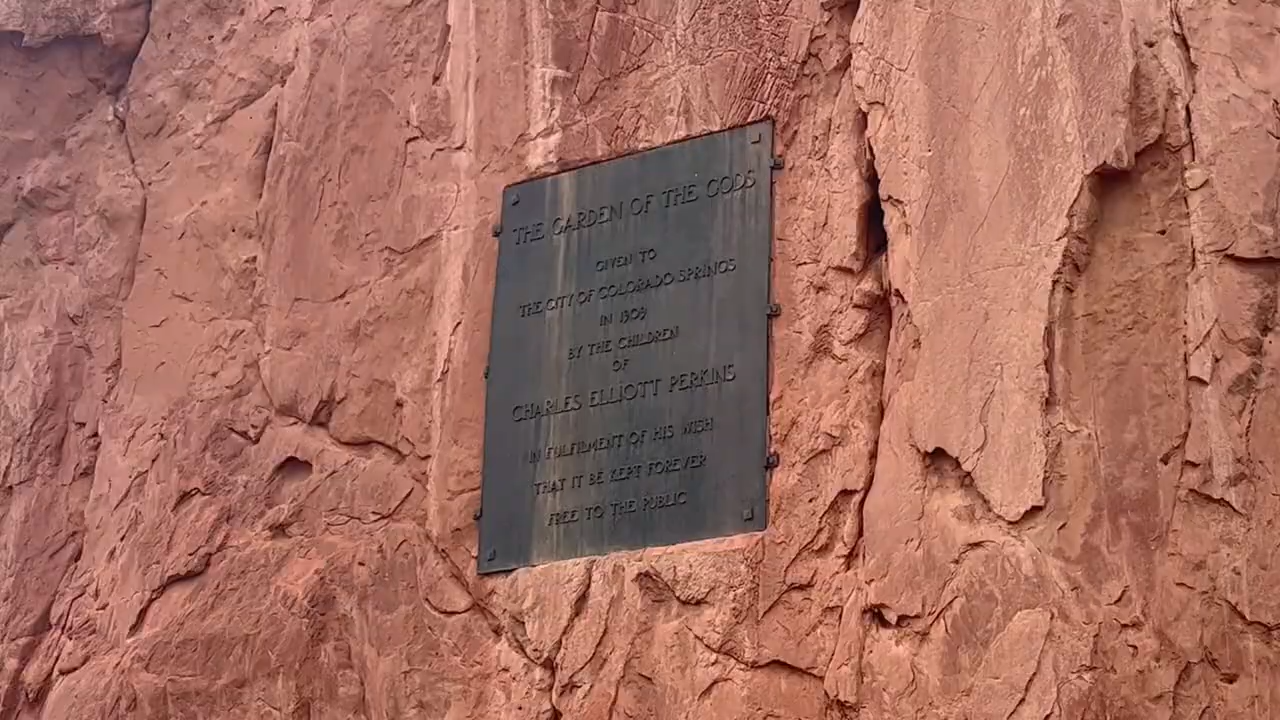 THE GARDEN OF THE GODS
GIVEN TO
THE CITY OF COLORADO SPRINGS
IN 1909
BY THE CHILDREN
OF
CHARLES ELLIOTT PERKINS
IN FULFILMENT OF HIS WISH
THAT IT BE KEPT FOREVER
FREE TO THE PUBLIC